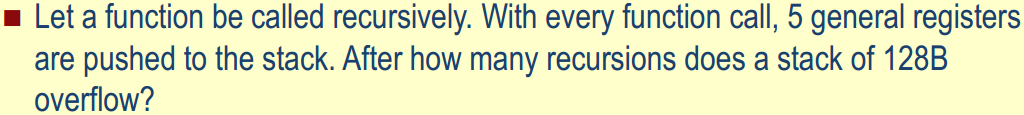 Let a function be called recursively. With every function call, 5 general registers
are pushed to the stack. After how many recursions does a stack of 128B
overflow?